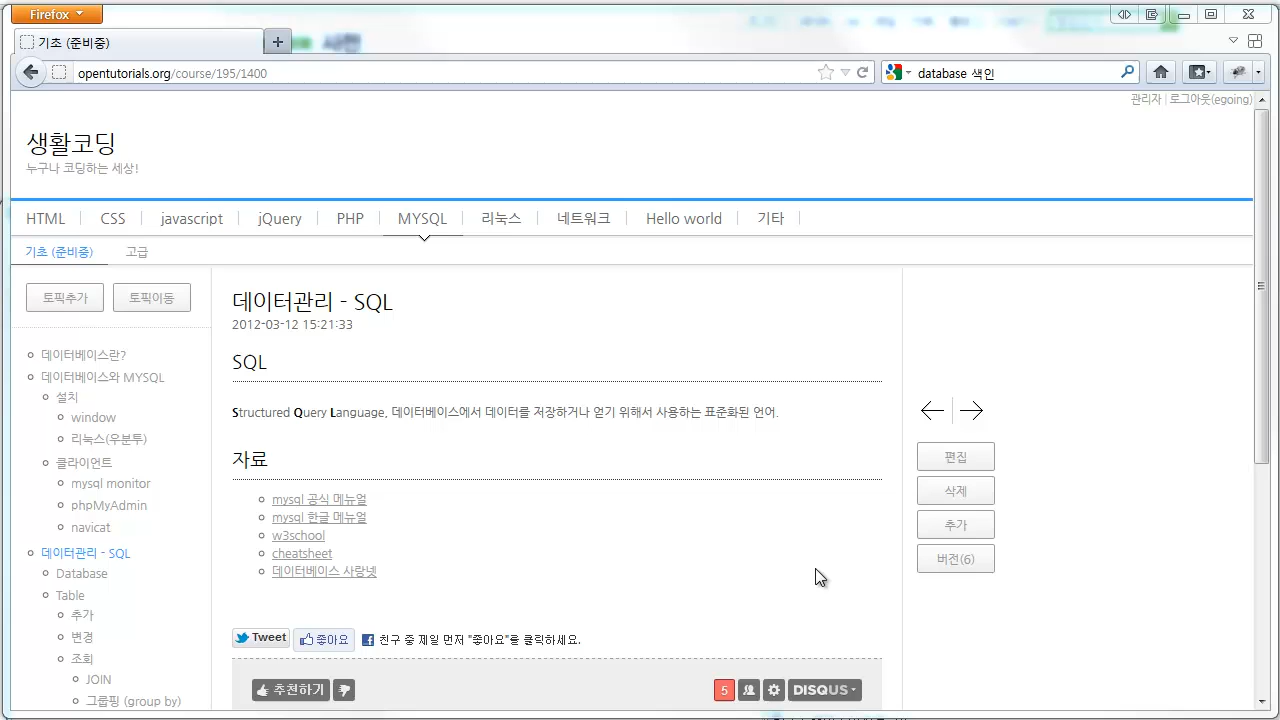 Firefox
기초 (준비중)
opentutorials.org/course/195/1400
database 색인
관리자 | 로그아웃(egoing)
생활코딩
누구나 코딩하는 세상!
HTML CSS javascript jQuery PHP MYSQL 리눅스 네트워크 Hello world 기타
기초 (준비중) 고급
토픽추가 토픽이동
데이터베이스란?
데이터베이스와 MYSQL
설치
window
리눅스(우분투)
클라이언트
mysql monitor
phpMyAdmin
navicat
데이터관리 - SQL
Database
Table
추가
변경
조회
JOIN
그룹핑 (group by)
데이터관리 - SQL
2012-03-12 15:21:33
SQL
Structured Query Language, 데이터베이스에서 데이터를 저장하거나 얻기 위해서 사용하는 표준화된 언어.
자료
mysql 공식 메뉴얼
mysql 한글 메뉴얼
w3school
cheatsheet
데이터베이스 사랑넷
Tweet 좋아요 친구 중 제일 먼저 "좋아요"을 클릭하세요.
추천하기 5 DISQUS
편집
삭제
추가
버전(6)